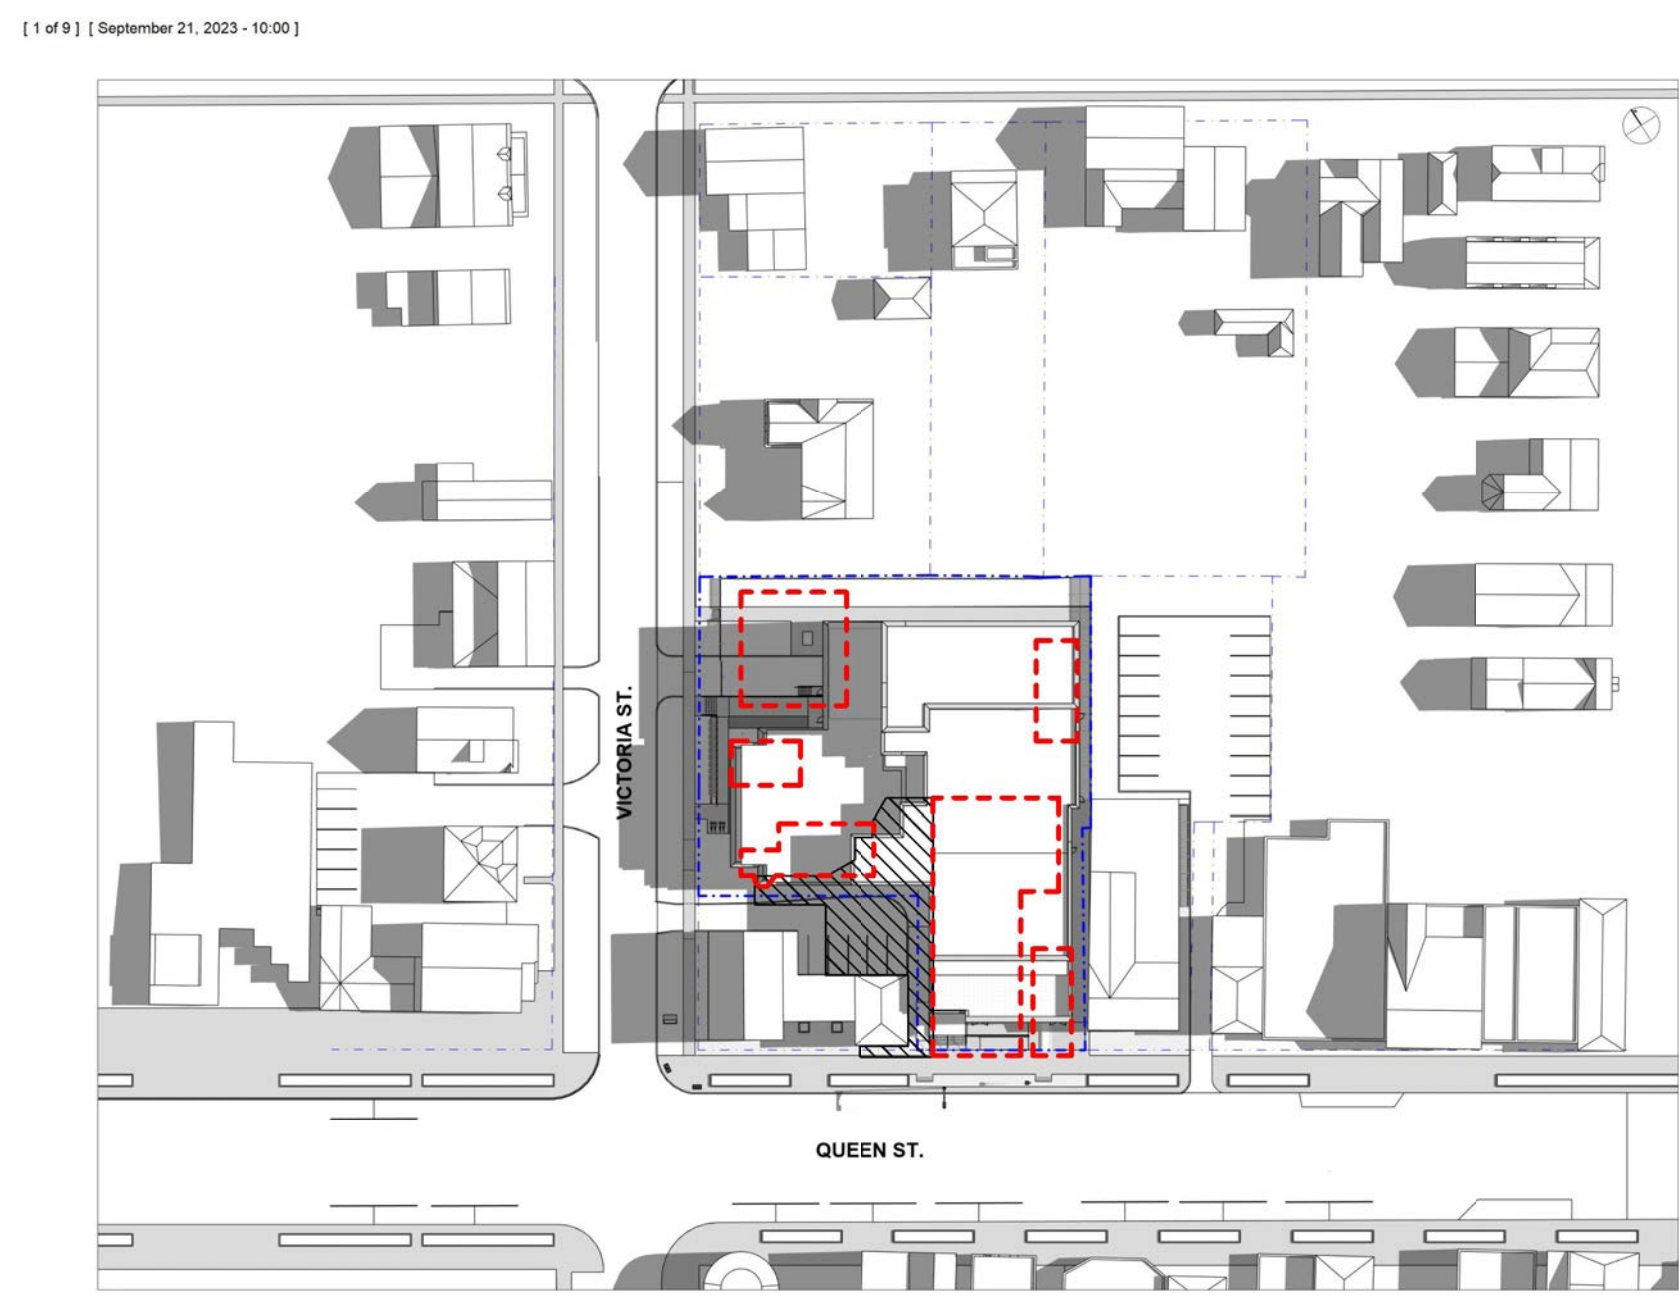 [ 1 of 9 ] [ September 21, 2023 - 10:00 ]
VICTORIA ST.
QUEEN ST.